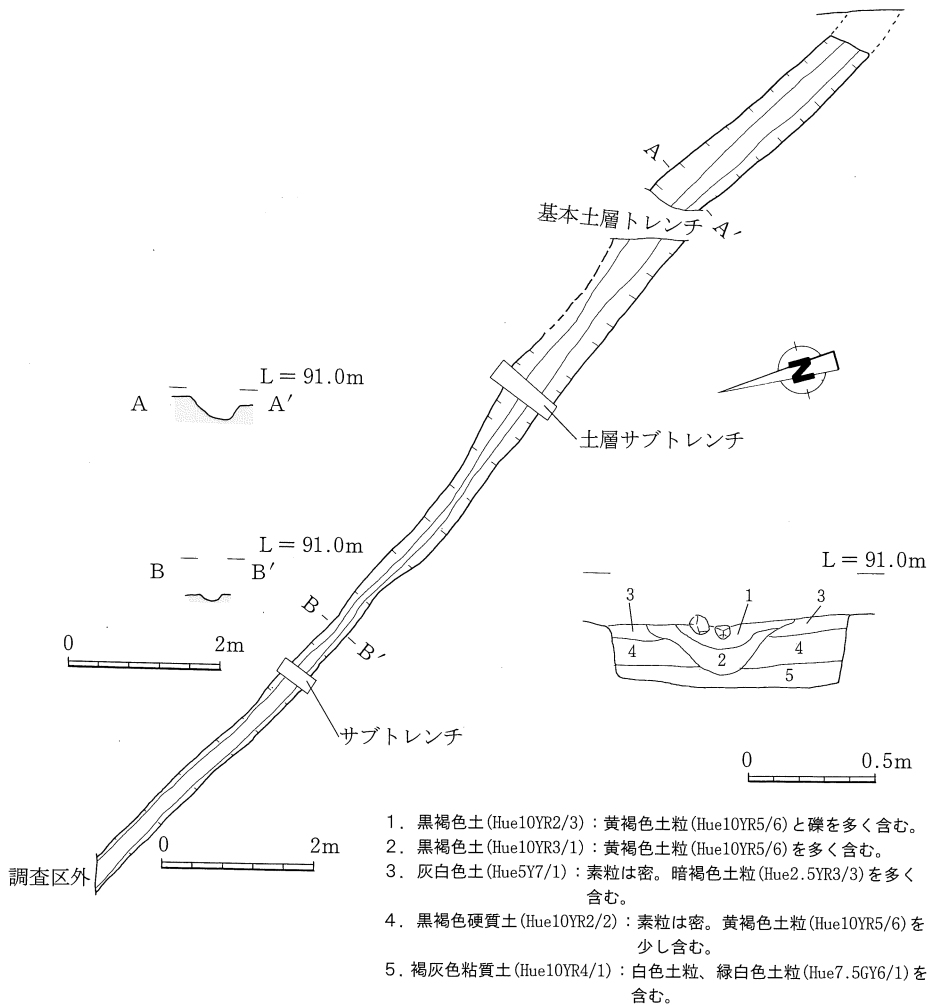 A
A′
基本土層トレンチ
L＝91.0m
A
A′
N
土層サブトレンチ
L＝91.0m
B
B′
B
B′
L＝91.0m
3
1
3
4
2
4
5
0
2m
サブトレンチ
0
0.5m
0
2m
調査区外
1．黒褐色土(Hue10YR2/3)：黄褐色土粒(Hue10YR5/6)と礫を多く含む。
2．黒褐色土(Hue10YR3/1)：黄褐色土粒(Hue10YR5/6)を多く含む。
3．灰白色土(Hue5Y7/1)：素粒は密。暗褐色土粒(Hue2.5YR3/3)を多く
含む。
4．黒褐色硬質土(Hue10YR2/2)：素粒は密。黄褐色土粒(Hue10YR5/6)を
少し含む。
5．褐灰色粘質土(Hue10YR4/1)：白色土粒、緑白色土粒(Hue7.5GY6/1)を
含む。